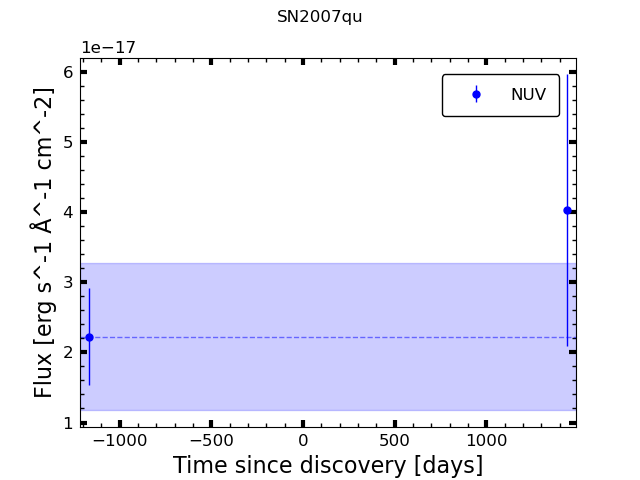 SN2007qu
1e−17
6
5
4
3
2
1
Flux [erg s^-1 Å^-1 cm^-2]
NUV
−1000
−500
0
500
1000
Time since discovery [days]